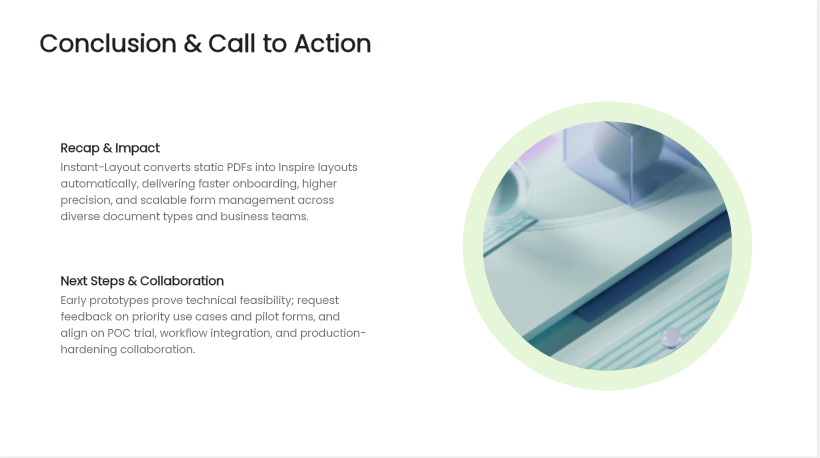 Conclusion & Call to Action
Recap & Impact
Instant-Layout converts static PDFs into Inspire layouts
automatically, delivering faster onboarding, higher
precision, and scalable form management across
diverse document types and business teams.
Next Steps & Collaboration
Early prototypes prove technical feasibility; request
feedback on priority use cases and pilot forms, and
align on POC trial, workflow integration, and production-
hardening collaboration.